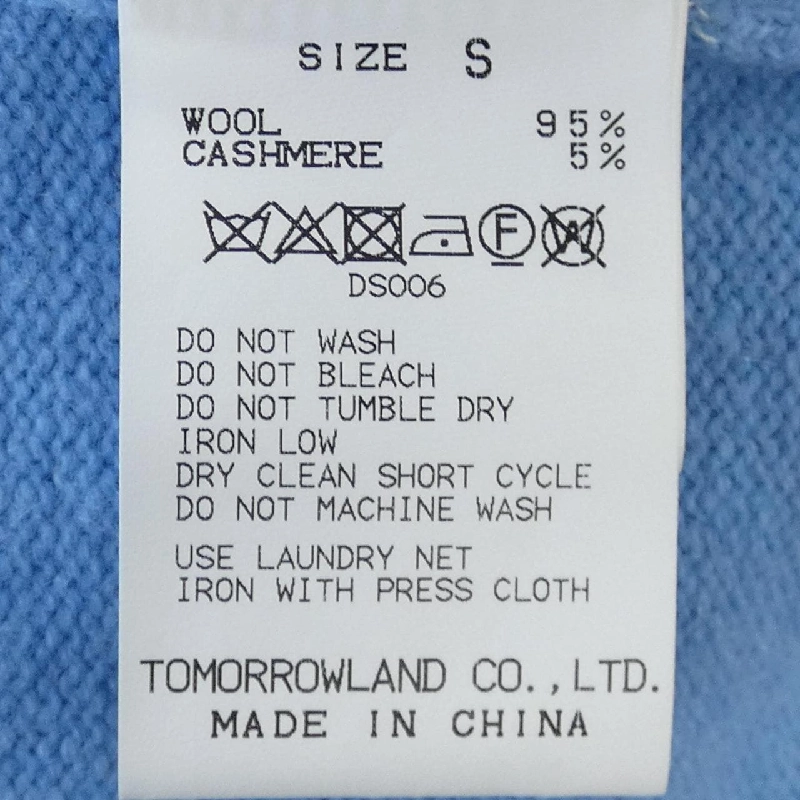 SIZE S
WOOL 95%
CASHMERE 5%
F W
DS006
DO NOT WASH
DO NOT BLEACH
DO NOT TUMBLE DRY
IRON LOW
DRY CLEAN SHORT CYCLE
DO NOT MACHINE WASH
USE LAUNDRY NET
IRON WITH PRESS CLOTH
TOMORROWLAND CO.,LTD.
MADE IN CHINA